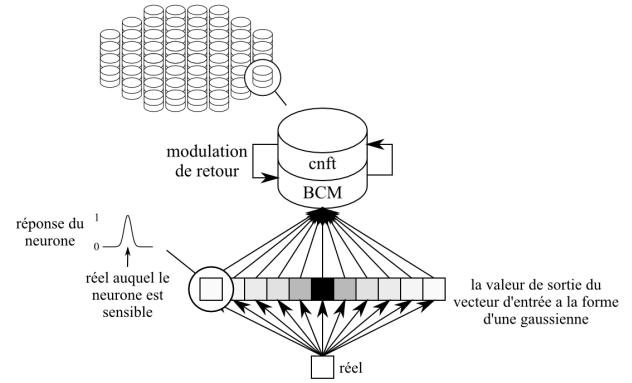 modulation
de retour
cnft
BCM
1
0
réponse du
neurone
réel auquel le
neurone est
sensible
la valeur de sortie du
vecteur d'entrée a la forme
d'une gaussienne
réel